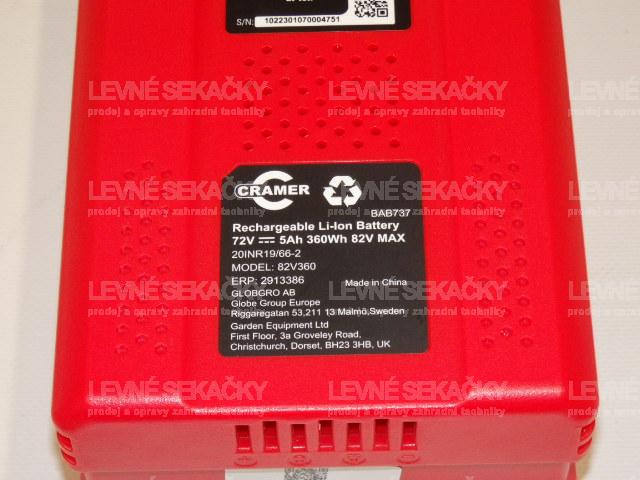 S/N: 1022301070004751
CRAMER
BAB737
Rechargeable Li-Ion Battery
72V 5Ah 360Wh 82V MAX
20INR19/66-2
MODEL: 82V360
ERP: 2913386 Made in China
GLOBGRO AB
Globe Group Europe
Riggaregatan 53,211 13 Malmö,Sweden
Garden Equipment Ltd
First Floor, 3a Groveley Road,
Christchurch, Dorset, BH23 3HB, UK
LEVNÉ SEKAČKY
prodej a opravy zahradní techniky